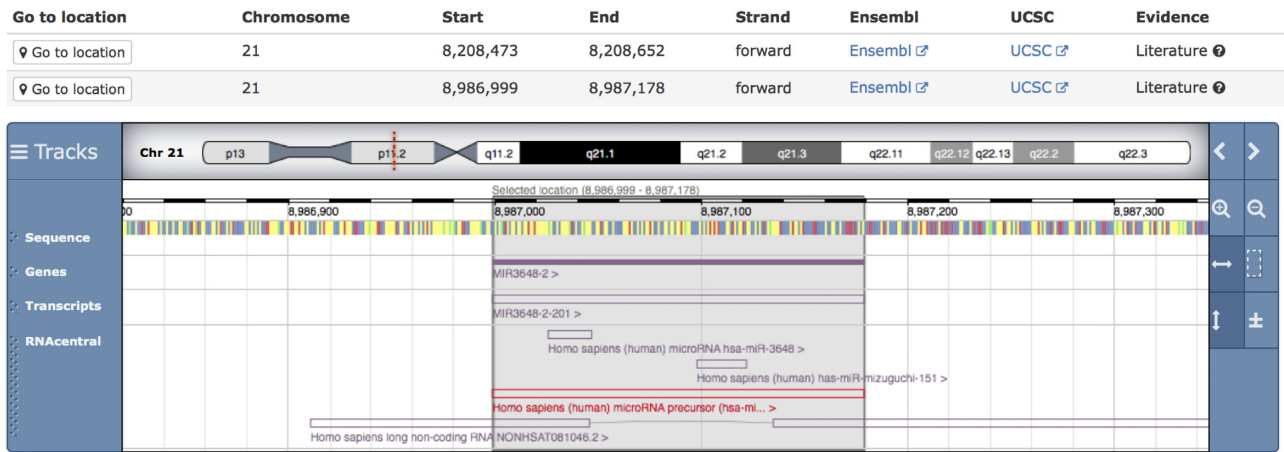 Go to location Chromosome Start End Strand Ensembl UCSC Evidence
Go to location 21 8,208,473 8,208,652 forward Ensembl UCSC Literature ?
Go to location 21 8,986,999 8,987,178 forward Ensembl UCSC Literature ?
Tracks
Chr 21 p13 p11.2 q11.2 q21.1 q21.2 q21.3 q22.11 q22.12 q22.13 q22.2 q22.3
Selected location (8,986,999 - 8,987,178)
00 8,986,900 8,987,000 8,987,100 8,987,200 8,987,300
Sequence
Genes
MIR3648-2 >
Transcripts
MIR3648-2-201 >
RNAcentral
Homo sapiens (human) microRNA hsa-miR-3648 >
Homo sapiens (human) has-miR-mizuguchi-151 >
Homo sapiens (human) microRNA precursor (hsa-mi... >
Homo sapiens long non-coding RNA NONHSAT081046.2 >